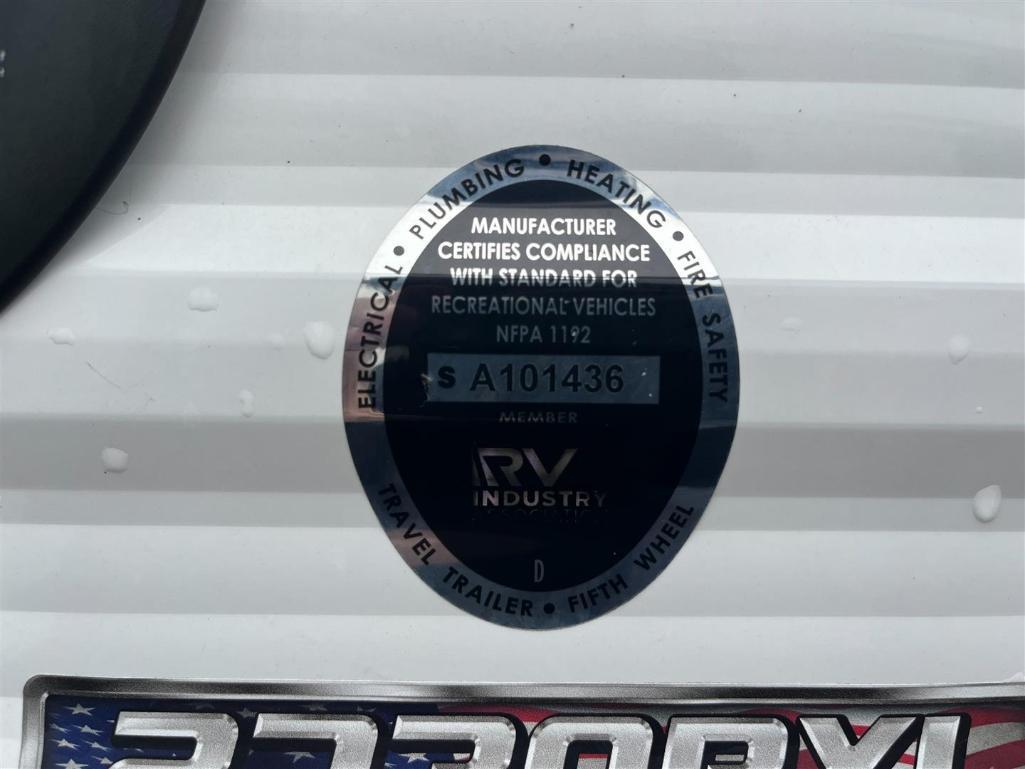 ELECTRICAL • PLUMBING • HEATING • FIRE SAFETY
MANUFACTURER
CERTIFIES COMPLIANCE
WITH STANDARD FOR
RECREATIONAL VEHICLES
NFPA 1192
S A101436
MEMBER
RV
INDUSTRY
ASSOCIATION
D
TRAVEL TRAILER • FIFTH WHEEL